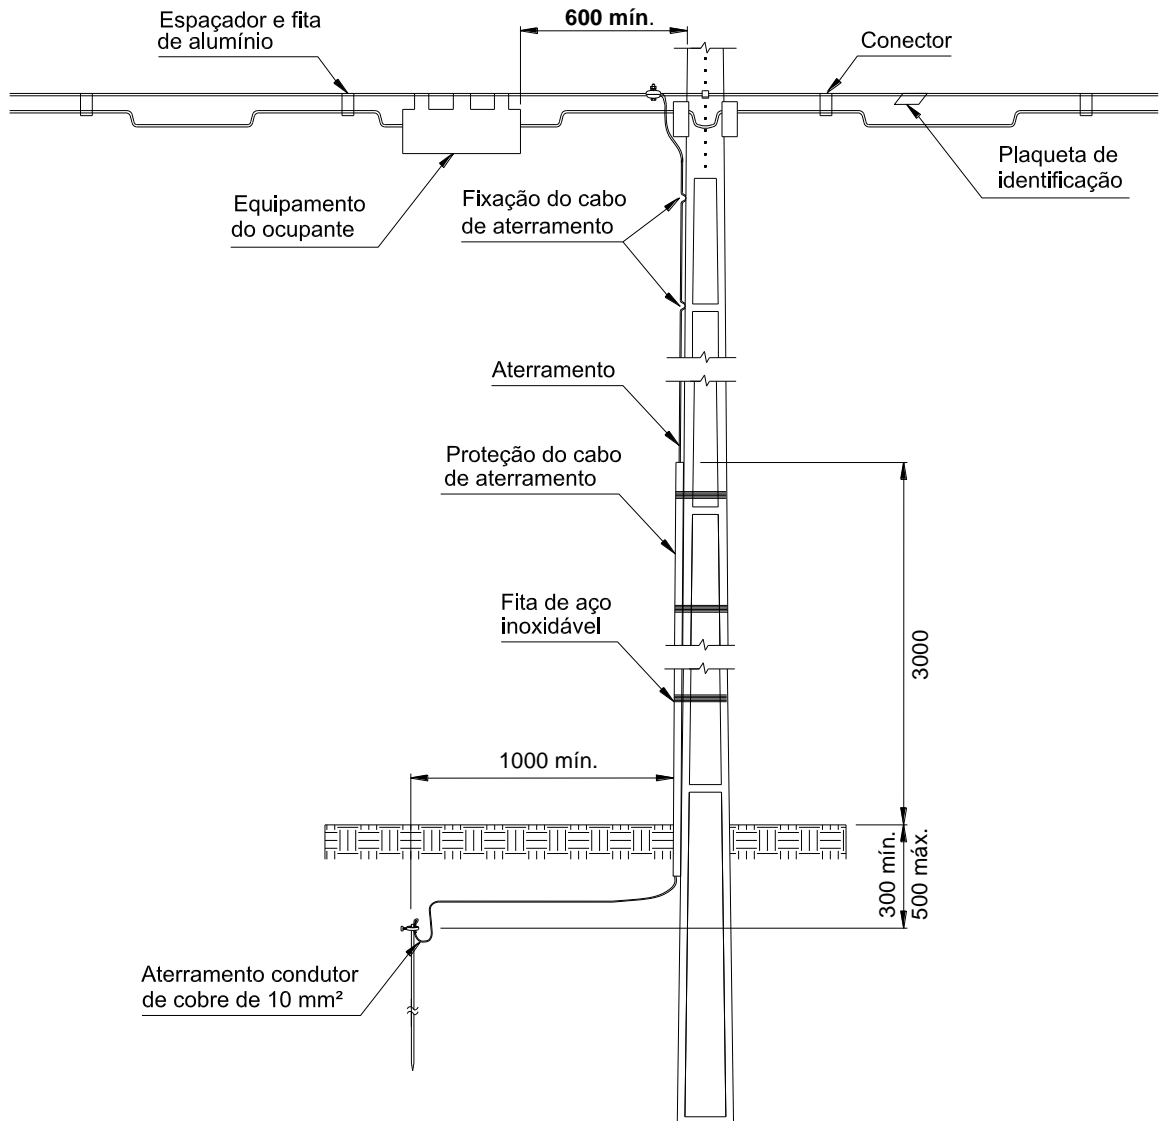 Espaçador e fita
de alumínio
600 mín.
Conector
Plaqueta de
identificação
Equipamento
do ocupante
Fixação do cabo
de aterramento
Aterramento
Proteção do cabo
de aterramento
Fita de aço
inoxidável
3000
1000 mín.
300 mín.
500 máx.
Aterramento condutor
de cobre de 10 mm²